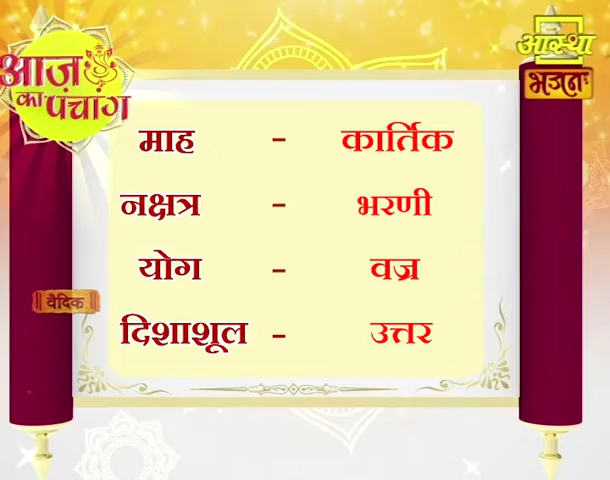 आज
का पंचांग
आस्था
भजन
माह - कार्तिक
नक्षत्र - भरणी
योग - वज्र
॥ वैदिक ॥
दिशाशूल - उत्तर